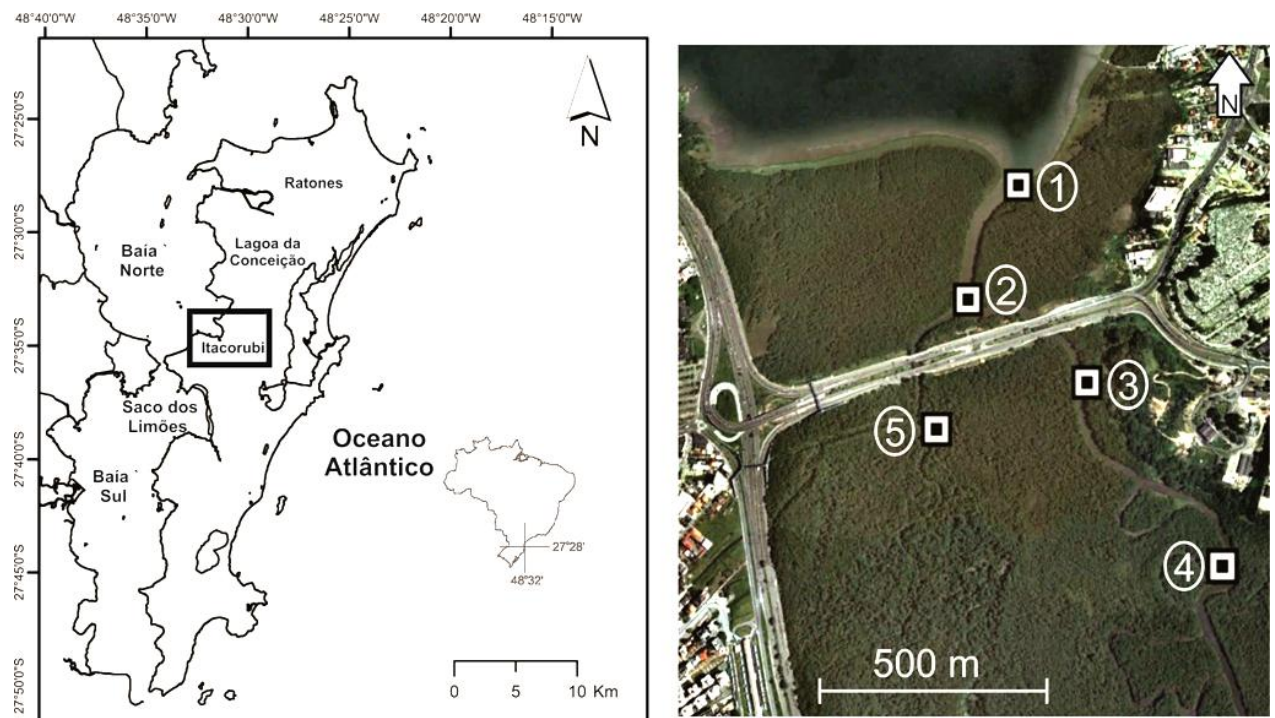 48°40'0"W 48°35'0"W 48°30'0"W 48°25'0"W 48°20'0"W 48°15'0"W
27°25'0"S
27°30'0"S
27°35'0"S
27°40'0"S
27°45'0"S
27°50'0"S
N
Ratones
Lagoa da
Conceição
Baía
Norte
Itacorubi
Saco dos
Limões
Oceano
Atlântico
Baía
Sul
27°28'
48°32'
0 5 10 Km
N
1
2
3
5
4
500 m